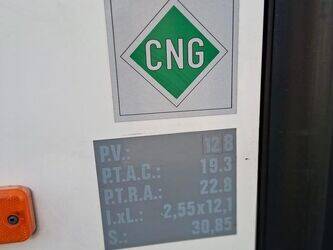 CNG
P.V.: 12 8
P.T.A.C.: 19.3
P.T.R.A.: 22.8
l.xL.: 2,55x12,1
S.: 30,85